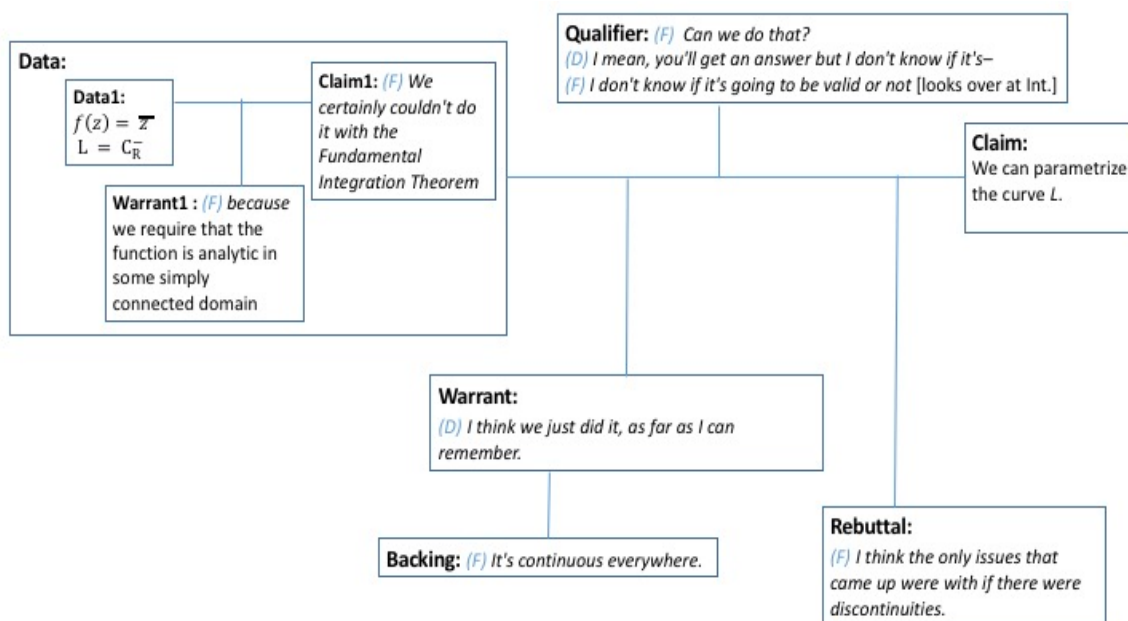 Data:
Data1:
f(z) = z̅
L = C_R^-
Warrant1 : (F) because
we require that the
function is analytic in
some simply
connected domain
Claim1: (F) We
certainly couldn't do
it with the
Fundamental
Integration Theorem
Qualifier: (F) Can we do that?
(D) I mean, you'll get an answer but I don't know if it's–
(F) I don't know if it's going to be valid or not [looks over at Int.]
Claim:
We can parametrize
the curve L.
Warrant:
(D) I think we just did it, as far as I can
remember.
Backing: (F) It's continuous everywhere.
Rebuttal:
(F) I think the only issues that
came up were with if there were
discontinuities.